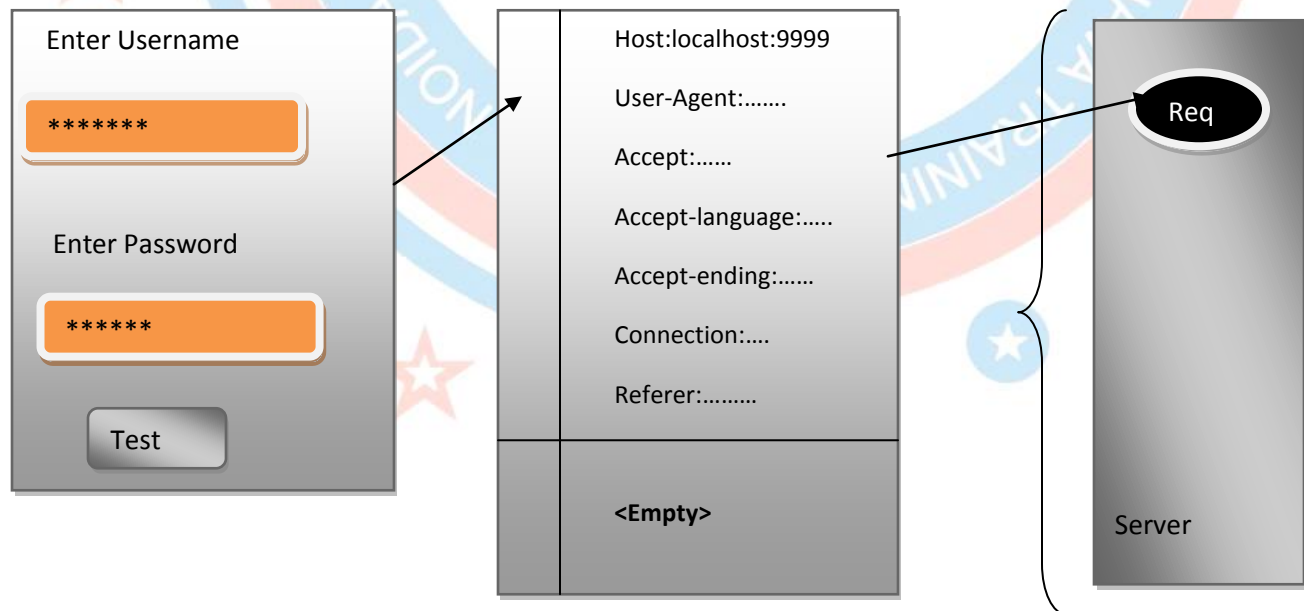 Enter Username
*******
Enter Password
******
Test
Host:localhost:9999
User-Agent:…….
Accept:……
Accept-language:…..
Accept-ending:……
Connection:….
Referer:………
<Empty>
Req
Server